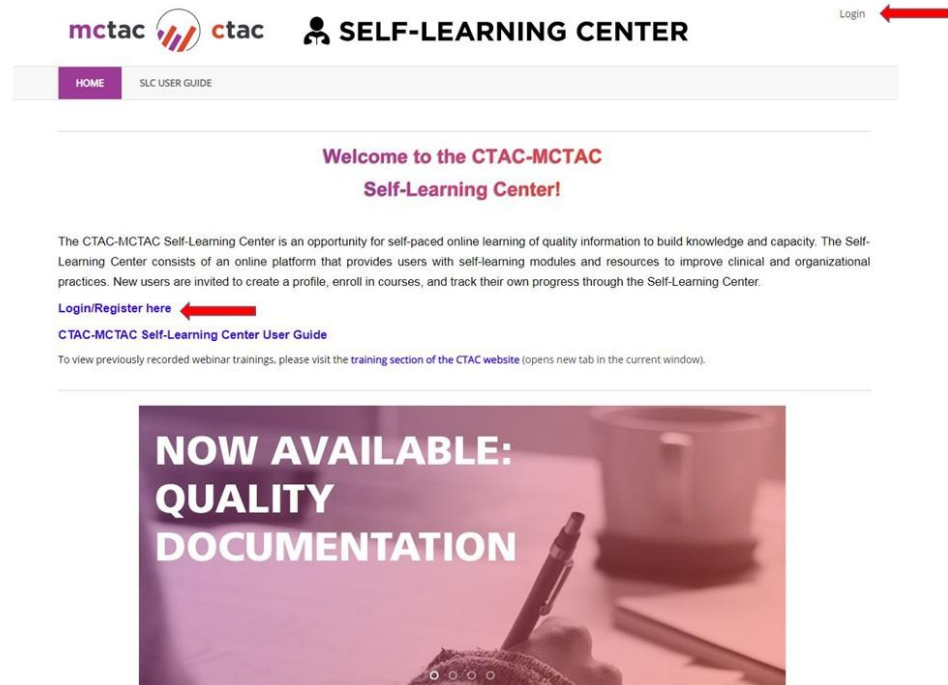 mctac ctac SELF-LEARNING CENTER
Login
HOME SLC USER GUIDE
Welcome to the CTAC-MCTAC
Self-Learning Center!
The CTAC-MCTAC Self-Learning Center is an opportunity for self-paced online learning of quality information to build knowledge and capacity. The Self-
Learning Center consists of an online platform that provides users with self-learning modules and resources to improve clinical and organizational
practices. New users are invited to create a profile, enroll in courses, and track their own progress through the Self-Learning Center.
Login/Register here
CTAC-MCTAC Self-Learning Center User Guide
To view previously recorded webinar trainings, please visit the training section of the CTAC website (opens new tab in the current window).
NOW AVAILABLE:
QUALITY
DOCUMENTATION